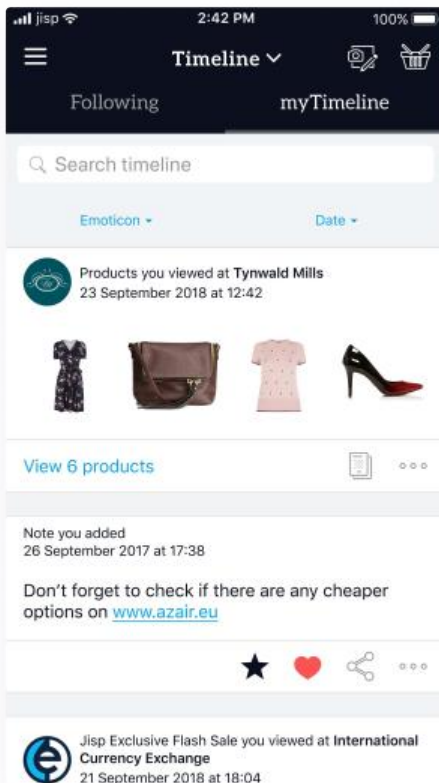 jisp 2:42 PM 100%
Timeline
Following myTimeline
Search timeline
Emoticon Date
Products you viewed at Tynwald Mills
23 September 2018 at 12:42
View 6 products
Note you added
26 September 2017 at 17:38
Don't forget to check if there are any cheaper
options on www.azair.eu
Jisp Exclusive Flash Sale you viewed at International
Currency Exchange
21 September 2018 at 18:04